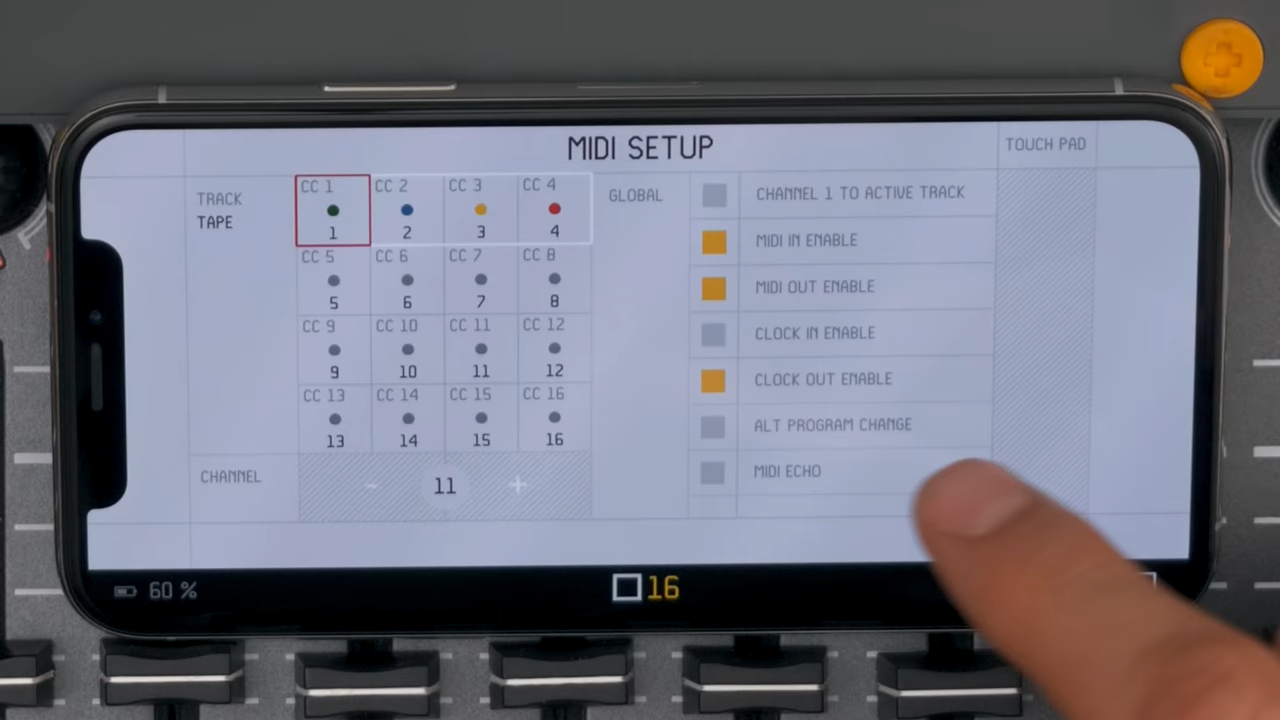 MIDI SETUP
TOUCH PAD
TRACK
TAPE
CC 1 CC 2 CC 3 CC 4
1 2 3 4
CC 5 CC 6 CC 7 CC 8
5 6 7 8
CC 9 CC 10 CC 11 CC 12
9 10 11 12
CC 13 CC 14 CC 15 CC 16
13 14 15 16
CHANNEL
- 11 +
GLOBAL
CHANNEL 1 TO ACTIVE TRACK
MIDI IN ENABLE
MIDI OUT ENABLE
CLOCK IN ENABLE
CLOCK OUT ENABLE
ALT PROGRAM CHANGE
MIDI ECHO
60 %
16